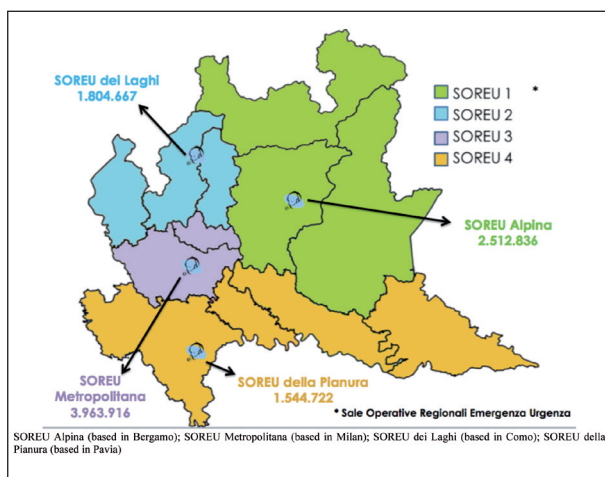 SOREU dei Laghi
1.804.667
SOREU 1 *
SOREU 2
SOREU 3
SOREU 4
SOREU Alpina
2.512.836
SOREU
Metropolitana
3.963.916
SOREU della Pianura
1.544.722
* Sale Operative Regionali Emergenza Urgenza
SOREU Alpina (based in Bergamo); SOREU Metropolitana (based in Milan); SOREU dei Laghi (based in Como); SOREU della
Pianura (based in Pavia)